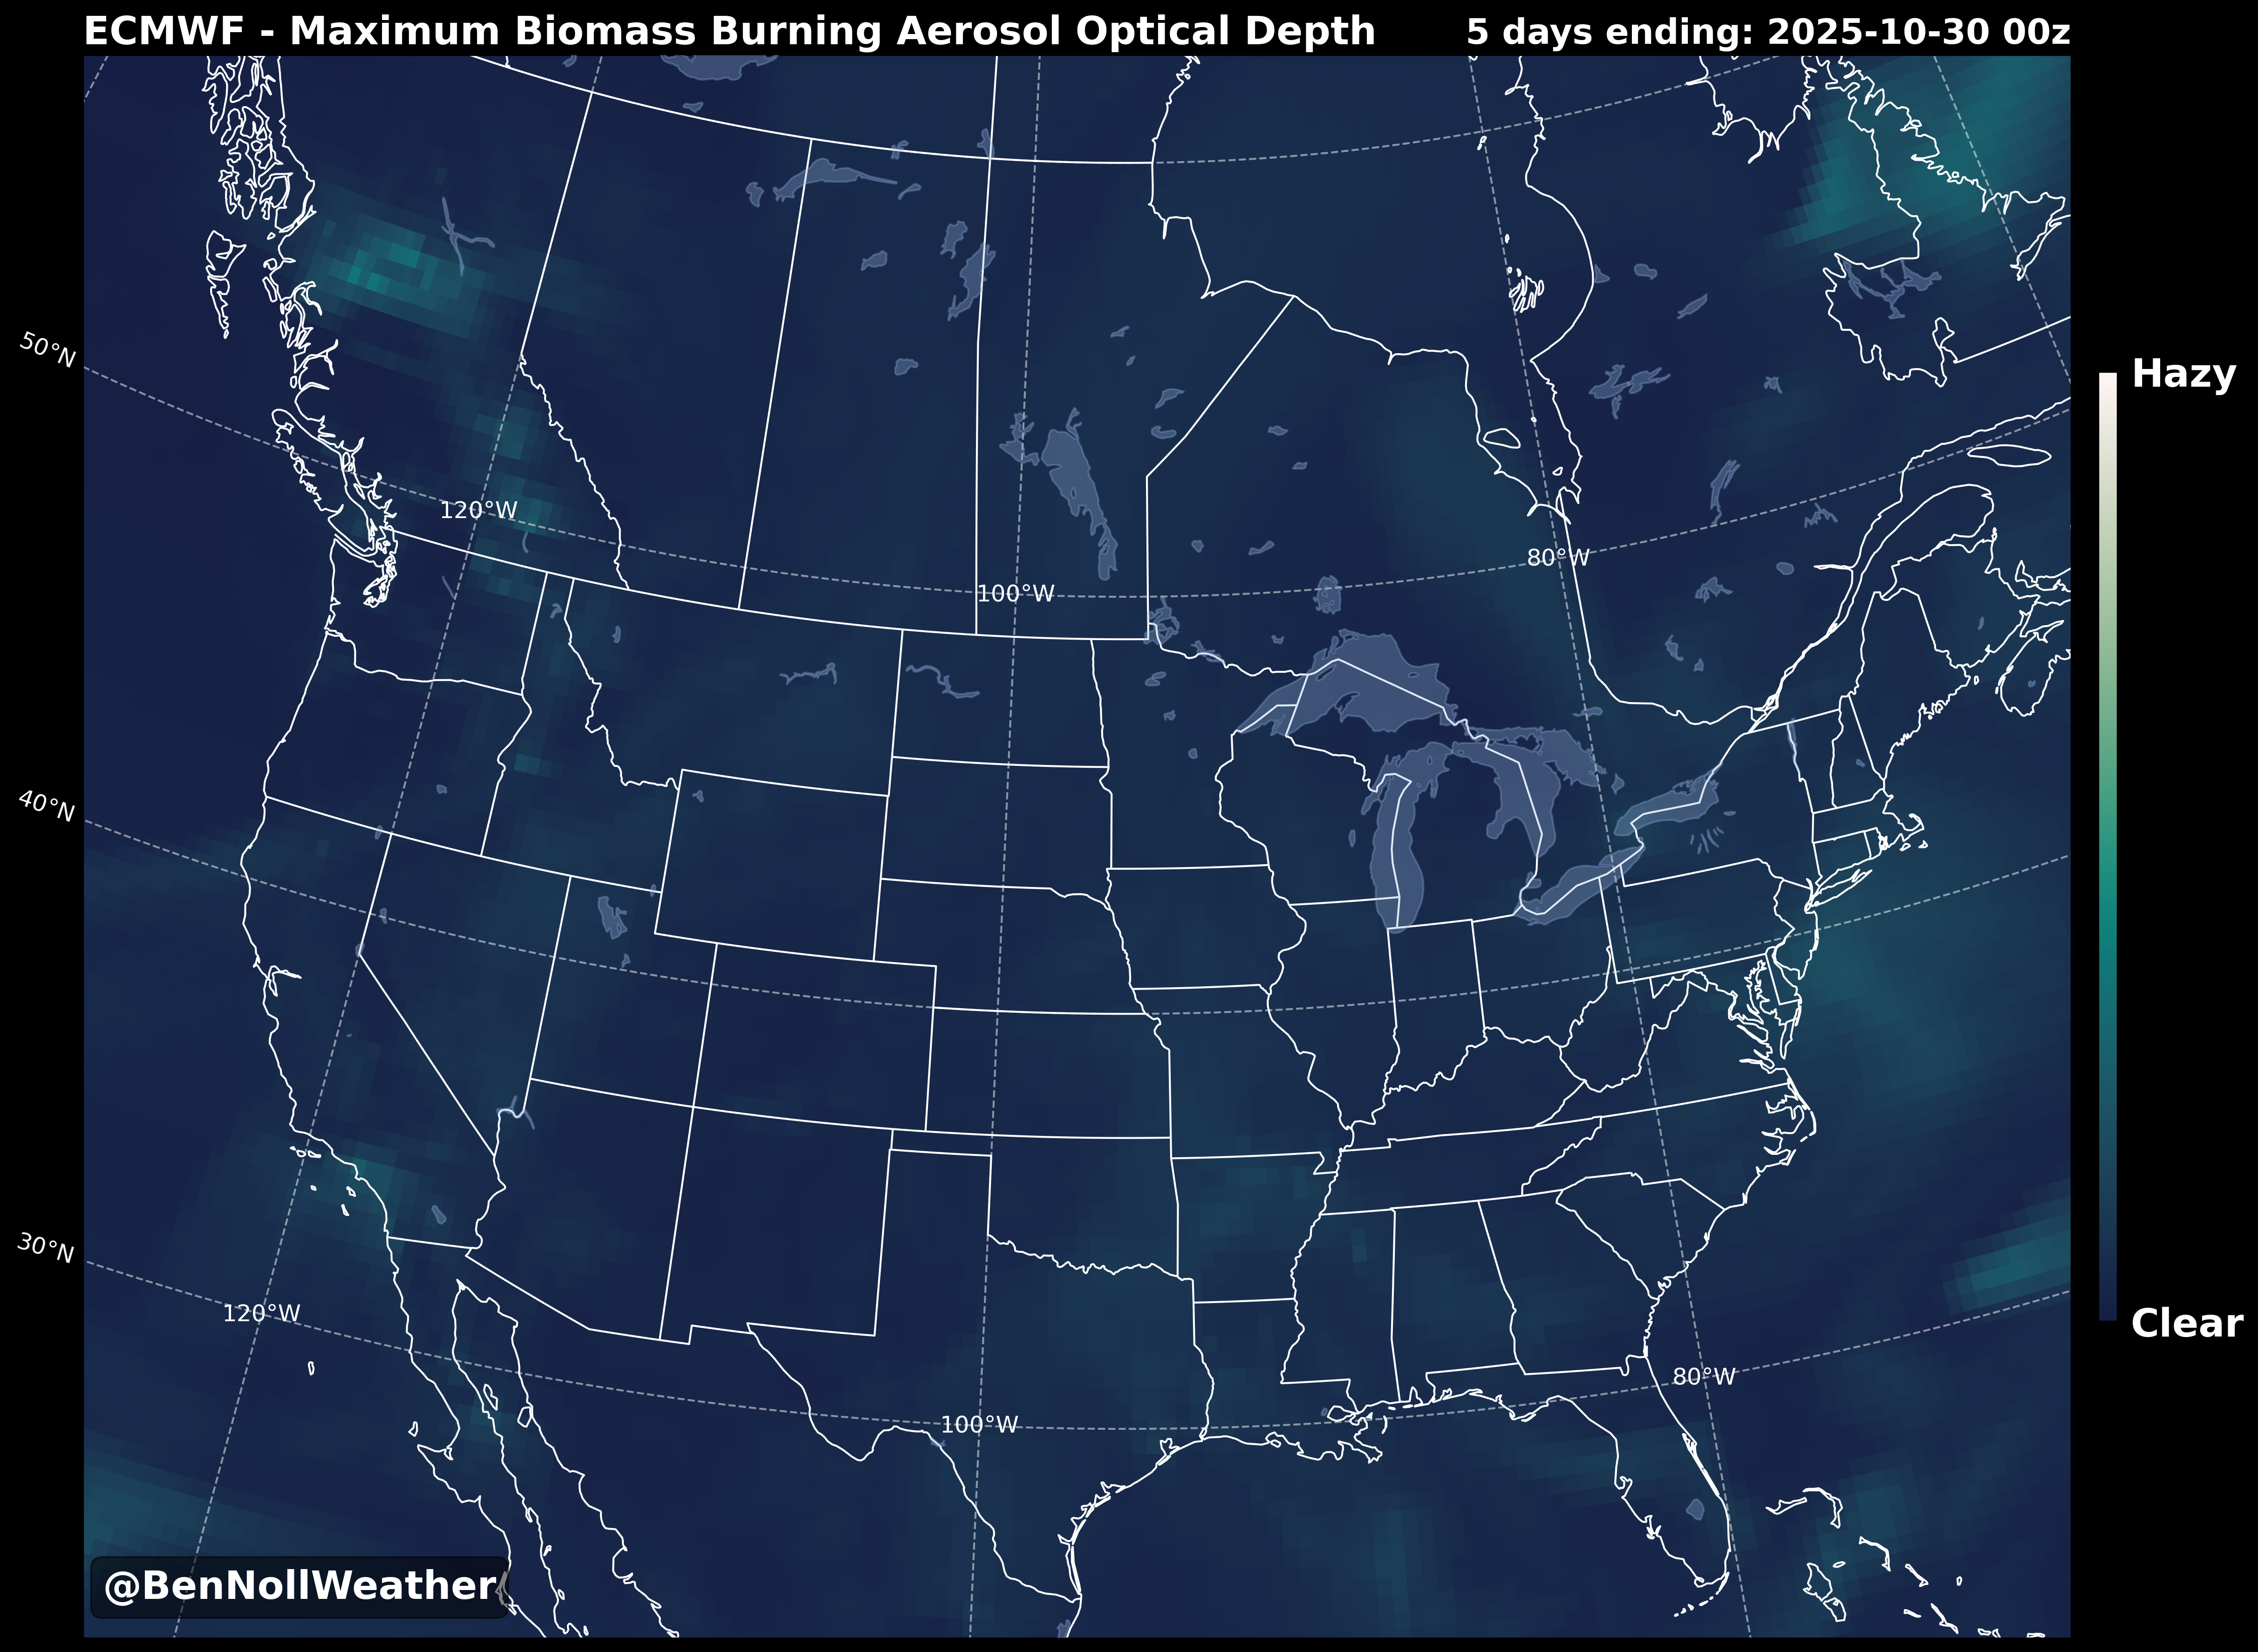 ECMWF - Maximum Biomass Burning Aerosol Optical Depth
5 days ending: 2025-10-30 00z
50°N
Hazy
120°W
80°W
100°W
40°N
30°N
120°W
Clear
80°W
100°W
@BenNollWeather